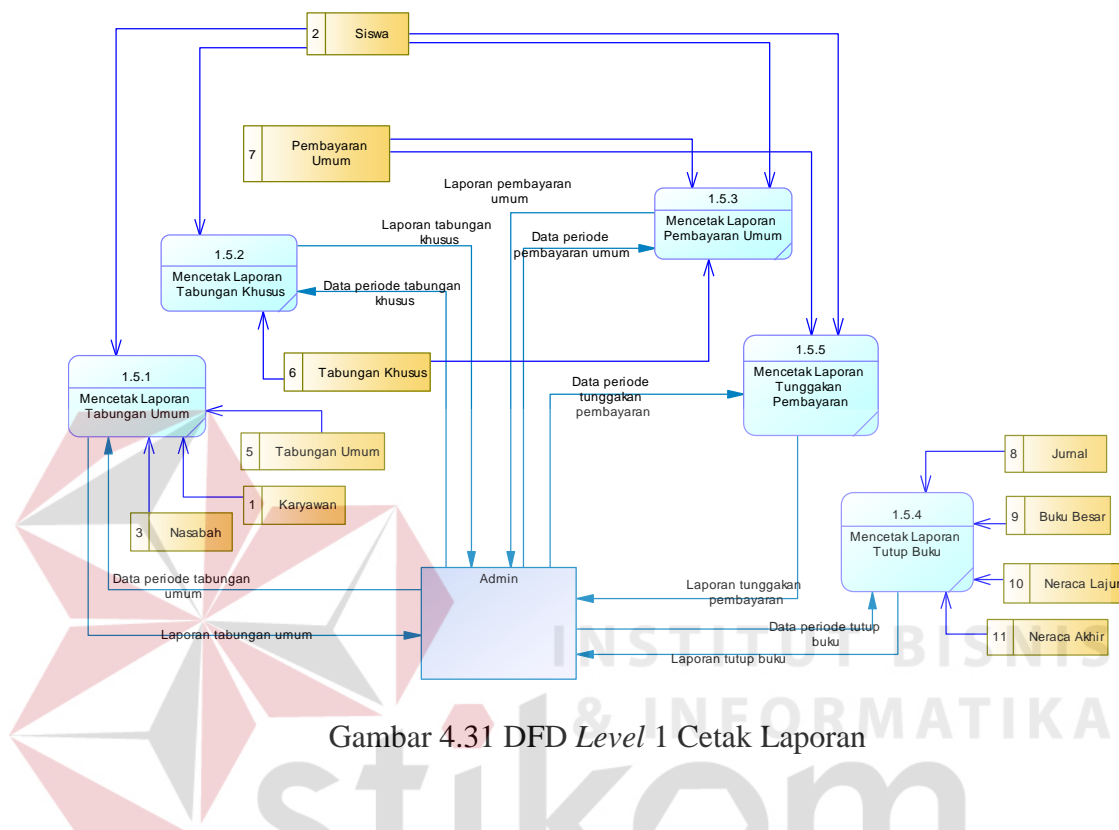 2 Siswa
7 Pembayaran
Umum
Laporan pembayaran
umum
1.5.3
Mencetak Laporan
Pembayaran Umum
Laporan tabungan
khusus
Data periode
pembayaran umum
1.5.2
Mencetak Laporan
Tabungan Khusus
Data periode tabungan
khusus
1.5.5
Mencetak Laporan
Tunggakan
Pembayaran
6 Tabungan Khusus
1.5.1
Mencetak Laporan
Tabungan Umum
Data periode
tunggakan
pembayaran
5 Tabungan Umum
8 Jurnal
1 Karyawan
1.5.4
Mencetak Laporan
Tutup Buku
9 Buku Besar
3 Nasabah
Admin
Data periode tabungan
umum
Laporan tunggakan
pembayaran
10 Neraca Lajur
Laporan tabungan umum
Data periode tutup
buku
11 Neraca Akhir
Laporan tutup buku
INSTITUT BISNIS
& INFORMATIKA
Gambar 4.31 DFD Level 1 Cetak Laporan
stikom